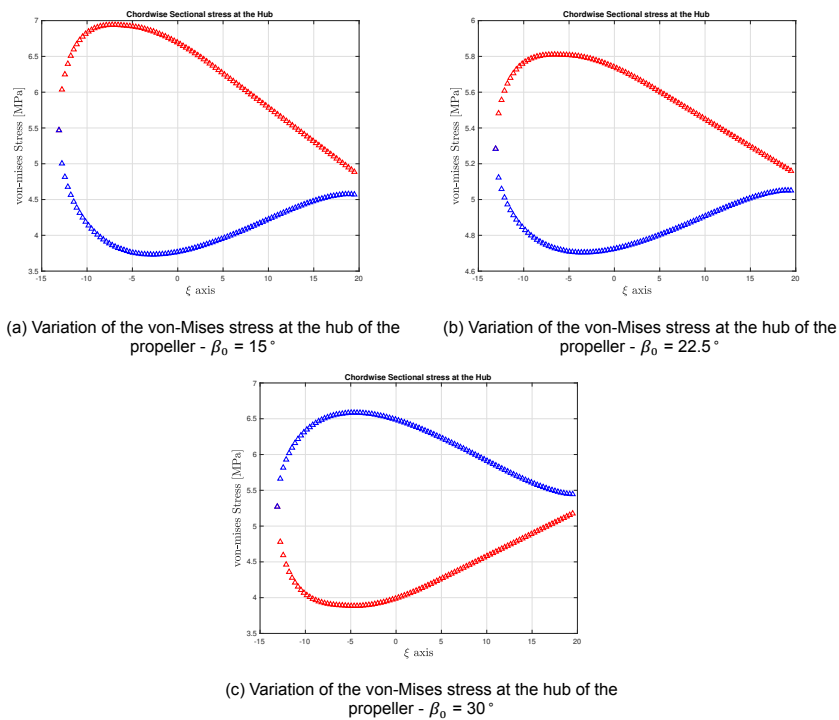 Chordwise Sectional stress at the Hub
7
6.5
6
5.5
5
4.5
4
3.5
von-mises Stress [MPa]
-15 -10 -5 0 5 10 15 20
ξ axis
(a) Variation of the von-Mises stress at the hub of the
propeller - β₀ = 15°
Chordwise Sectional stress at the Hub
6
5.8
5.6
5.4
5.2
5
4.8
4.6
von-mises Stress [MPa]
-15 -10 -5 0 5 10 15 20
ξ axis
(b) Variation of the von-Mises stress at the hub of the
propeller - β₀ = 22.5°
Chordwise Sectional stress at the Hub
7
6.5
6
5.5
5
4.5
4
3.5
von-mises Stress [MPa]
-15 -10 -5 0 5 10 15 20
ξ axis
(c) Variation of the von-Mises stress at the hub of the
propeller - β₀ = 30°